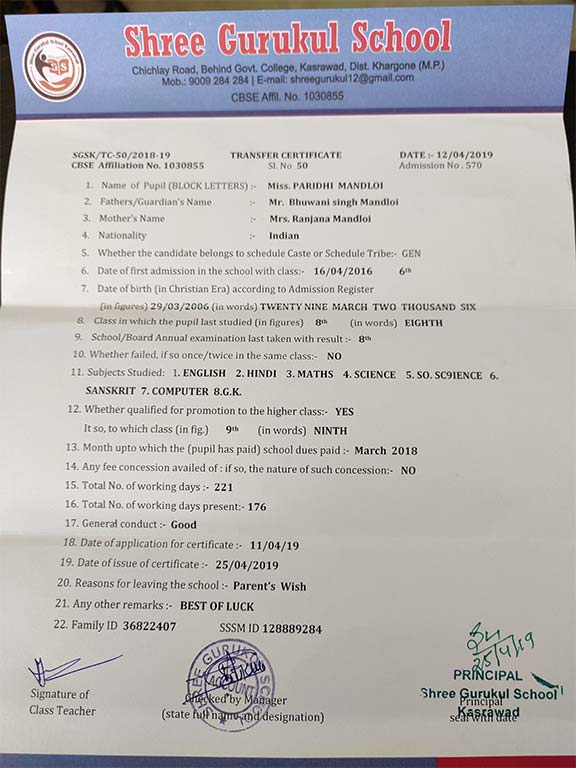 Shree Gurukul School
Chichlay Road, Behind Govt. College, Kasrawad, Dist. Khargone (M.P.)
Mob.: 9009 284 284 | E-mail: shreegurukul12@gmail.com
CBSE Affil. No. 1030855
SGSK/TC-50/2018-19 TRANSFER CERTIFICATE DATE :- 12/04/2019
CBSE Affiliation No. 1030855 Sl. No 50 Admission No . 570
1. Name of Pupil (BLOCK LETTERS) :- Miss. PARIDHI MANDLOI
2. Fathers/Guardian's Name :- Mr. Bhuwani singh Mandloi
3. Mother's Name :- Mrs. Ranjana Mandloi
4. Nationality :- Indian
5. Whether the candidate belongs to schedule Caste or Schedule Tribe:- GEN
6. Date of first admission in the school with class:- 16/04/2016 6th
7. Date of birth (in Christian Era) according to Admission Register
(in figures) 29/03/2006 (in words) TWENTY NINE MARCH TWO THOUSAND SIX
8. Class in which the pupil last studied (in figures) 8th (in words) EIGHTH
9. School/Board Annual examination last taken with result :- 8th
10. Whether failed, if so once/twice in the same class:- NO
11. Subjects Studied: 1. ENGLISH 2. HINDI 3. MATHS 4. SCIENCE 5. SO. SC9IENCE 6.
SANSKRIT 7. COMPUTER 8.G.K.
12. Whether qualified for promotion to the higher class:- YES
It so, to which class (in fig.) 9th (in words) NINTH
13. Month upto which the (pupil has paid) school dues paid :- March 2018
14. Any fee concession availed of : if so, the nature of such concession:- NO
15. Total No. of working days :- 221
16. Total No. of working days present:- 176
17. General conduct :- Good
18. Date of application for certificate :- 11/04/19
19. Date of issue of certificate :- 25/04/2019
20. Reasons for leaving the school :- Parent's Wish
21. Any other remarks :- BEST OF LUCK
22. Family ID 36822407 SSSM ID 128889284
25/4/19
PRINCIPAL
Shree Gurukul School
Kasrawad
Signature of
Class Teacher
Checked by Manager
(state full name and designation)
Principal
seal with date